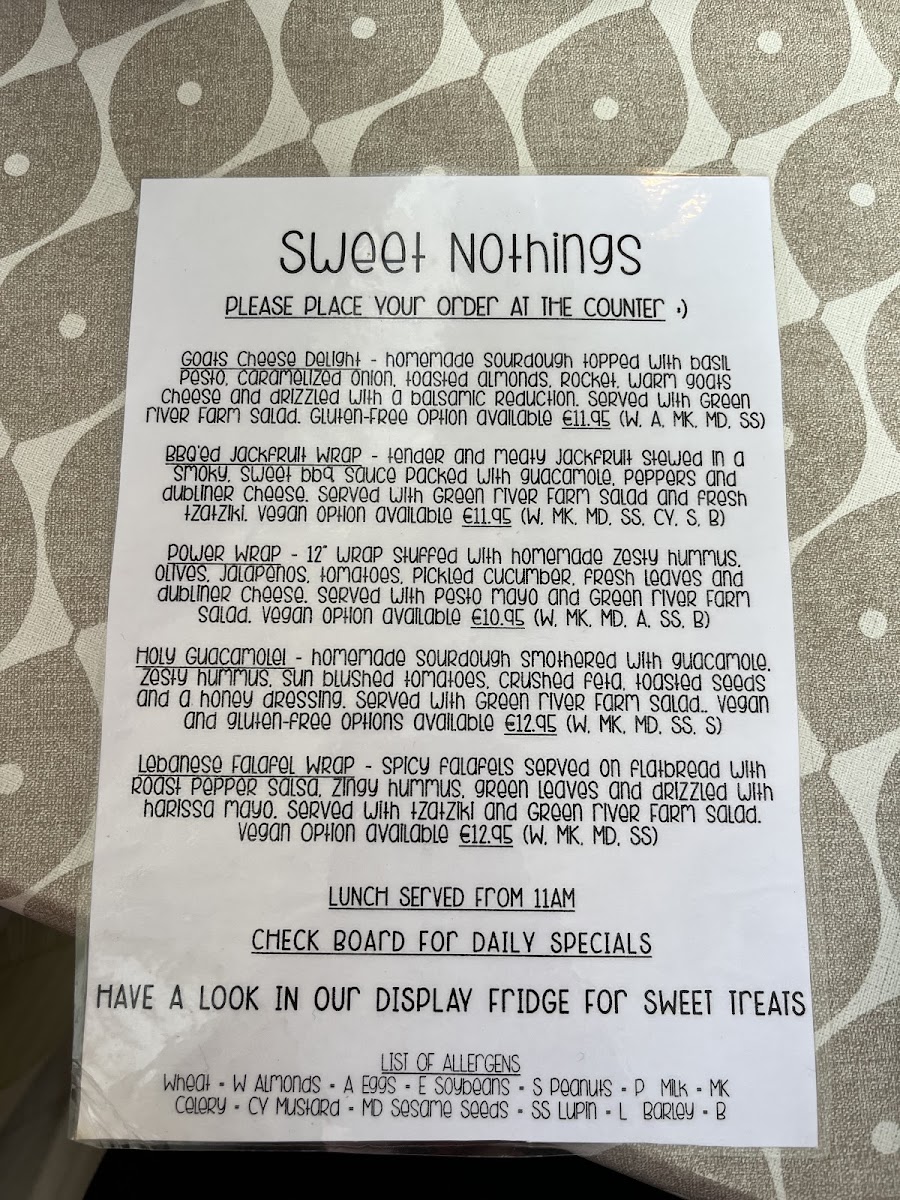 Sweet Nothings
PLEASE PLACE YOUR ORDER AT THE COUNTER :)
Goats Cheese Delight - homemade sourdough topped with basil
pesto, caramelized onion, toasted almonds, rocket, warm goats
cheese and drizzled with a balsamic reduction. Served with Green
River Farm salad. Gluten-free option available €11.95 (W, A, MK, MD, SS)
BBQ'ed Jackfruit WRAP - tender and meaty jackfruit stewed in a
smoky, sweet bbq sauce packed with guacamole, peppers and
dubliner cheese. Served with Green River Farm salad and fresh
tzatziki. Vegan option available €11.95 (W, MK, MD, SS, CY, S, B)
POWER WRAP - 12" WRAP stuffed with homemade zesty hummus,
olives, jalapenos, tomatoes, pickled cucumber, fresh leaves and
dubliner cheese. Served with pesto mayo and Green River Farm
salad. Vegan option available €10.95 (W, MK, MD, A, SS, B)
Holy Guacamole! - homemade sourdough smothered with guacamole,
zesty hummus, sun blushed tomatoes, crushed feta, toasted seeds
and a honey dressing. Served with Green River Farm salad.. Vegan
and gluten-free options available €12.95 (W, MK, MD, SS, S)
Lebanese Falafel WRAP - spicy falafels served on flatbread with
roast pepper salsa, zingy hummus, green leaves and drizzled with
harissa mayo. Served with tzatziki and Green River Farm salad.
Vegan option available €12.95 (W, MK, MD, SS)
LUNCH SERVED FROM 11AM
CHECK BOARD FOR DAILY SPECIALS
HAVE A LOOK IN OUR DISPLAY FRIDGE FOR SWEET TREATS
LIST OF ALLERGENS
Wheat - W Almonds - A Eggs - E Soybeans - S Peanuts - P Milk - MK
Celery - CY Mustard - MD Sesame Seeds - SS Lupin - L Barley - B